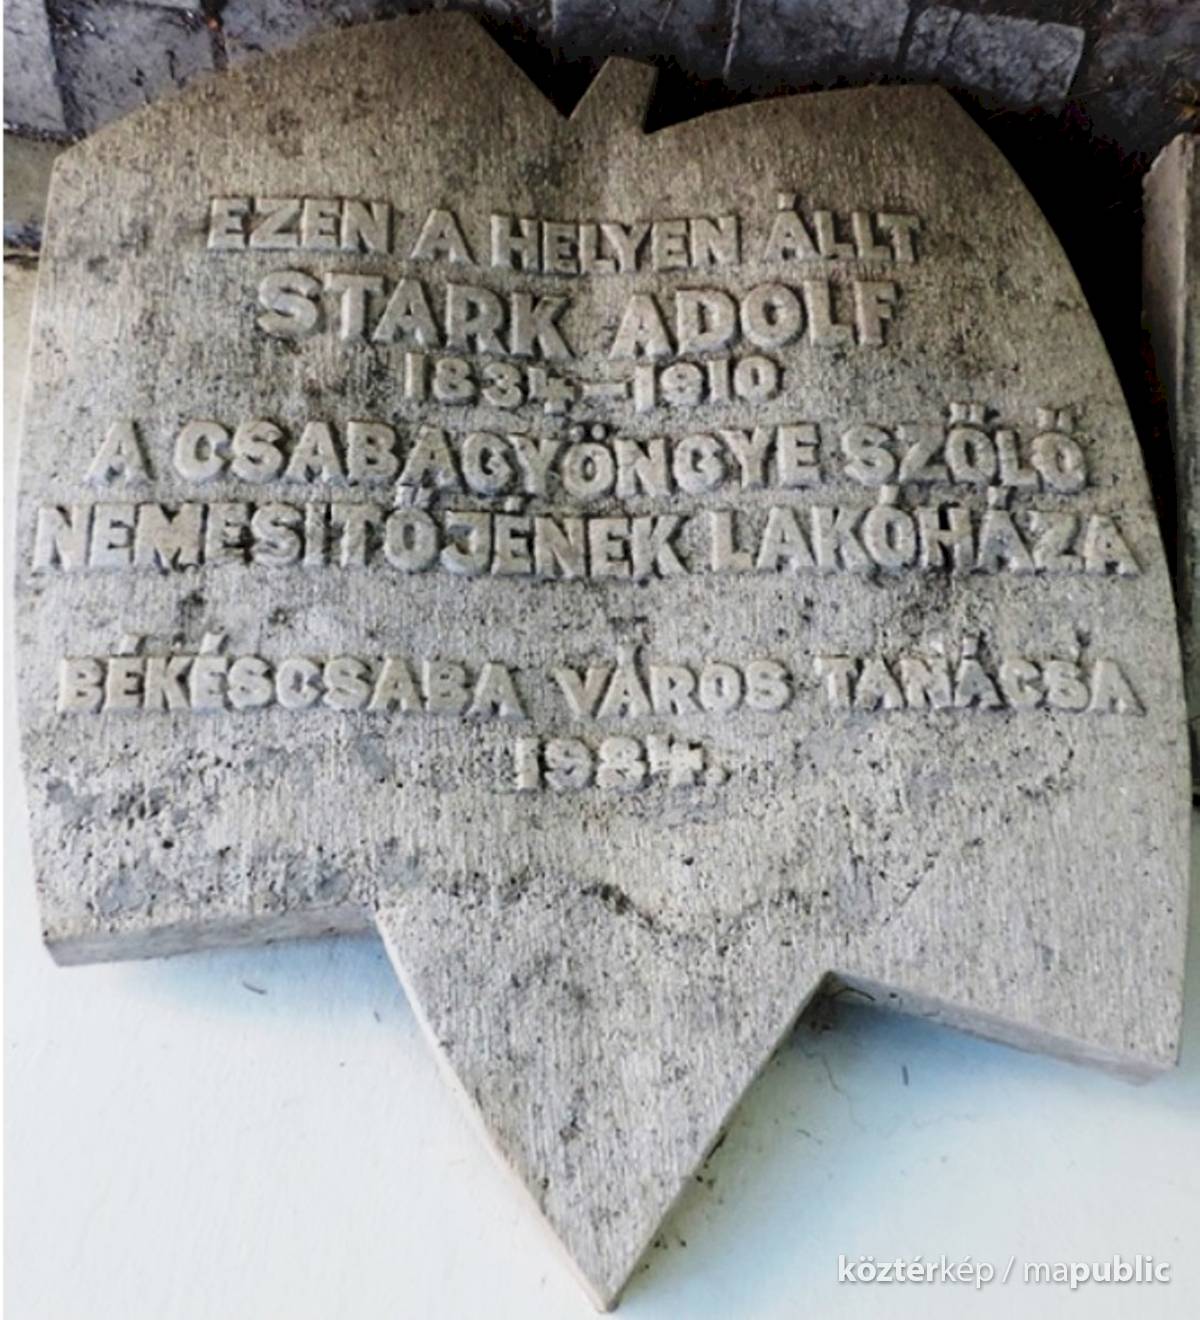 EZEN A HELYEN ÁLLT
STARK ADOLF
1834–1910
A CSABAGYÖNGYE SZŐLŐ
NEMESITŐJÉNEK LAKÓHÁZA
BÉKÉSCSABA VÁROS TANÁCSA
1984.
köztérkép / mapublic